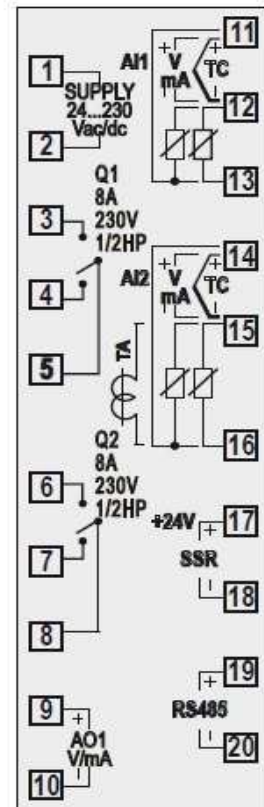 1
SUPPLY
24...230
Vac/dc
2
Q1
8A
230V
1/2HP
3
4
5
Q2
8A
230V
1/2HP
6
7
8
9
+
AO1
V/mA
−
10
11
AI1
+ V + TC
mA
− −
12
13
14
AI2
+ V + TC
mA
− −
15
TA
16
+24V
+
17
SSR
−
18
19
+
RS485
−
20